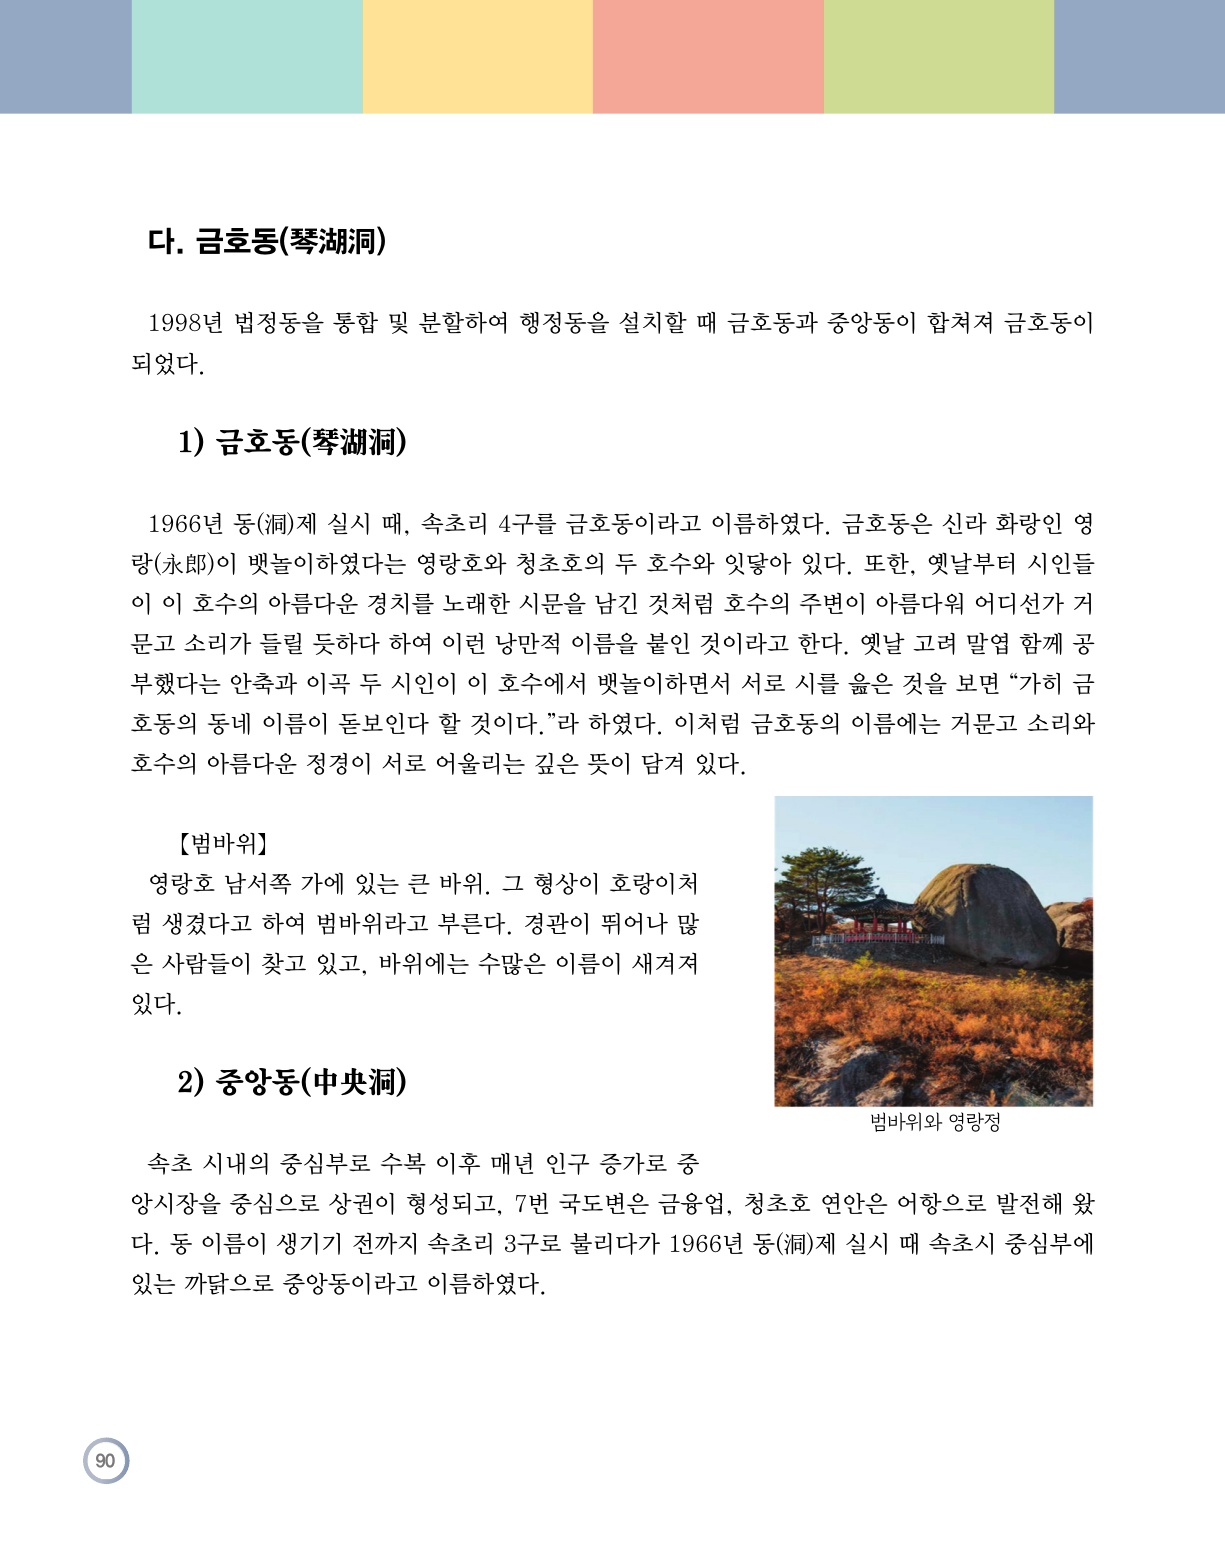 다. 금호동(琴湖洞)
1998년 법정동을 통합 및 분할하여 행정동을 설치할 때 금호동과 중앙동이 합쳐져 금호동이
되었다.
1) 금호동(琴湖洞)
1966년 동(洞)제 실시 때, 속초리 4구를 금호동이라고 이름하였다. 금호동은 신라 화랑인 영
랑(永郎)이 뱃놀이하였다는 영랑호와 청초호의 두 호수와 잇닿아 있다. 또한, 옛날부터 시인들
이 이 호수의 아름다운 경치를 노래한 시문을 남긴 것처럼 호수의 주변이 아름다워 어디선가 거
문고 소리가 들릴 듯하다 하여 이런 낭만적 이름을 붙인 것이라고 한다. 옛날 고려 말엽 함께 공
부했다는 안축과 이곡 두 시인이 이 호수에서 뱃놀이하면서 서로 시를 읊은 것을 보면 “가히 금
호동의 동네 이름이 돋보인다 할 것이다.”라 하였다. 이처럼 금호동의 이름에는 거문고 소리와
호수의 아름다운 정경이 서로 어울리는 깊은 뜻이 담겨 있다.
【범바위】
영랑호 남서쪽 가에 있는 큰 바위. 그 형상이 호랑이처
럼 생겼다고 하여 범바위라고 부른다. 경관이 뛰어나 많
은 사람들이 찾고 있고, 바위에는 수많은 이름이 새겨져
있다.
범바위와 영랑정
2) 중앙동(中央洞)
속초 시내의 중심부로 수복 이후 매년 인구 증가로 중
앙시장을 중심으로 상권이 형성되고, 7번 국도변은 금융업, 청초호 연안은 어항으로 발전해 왔
다. 동 이름이 생기기 전까지 속초리 3구로 불리다가 1966년 동(洞)제 실시 때 속초시 중심부에
있는 까닭으로 중앙동이라고 이름하였다.
90